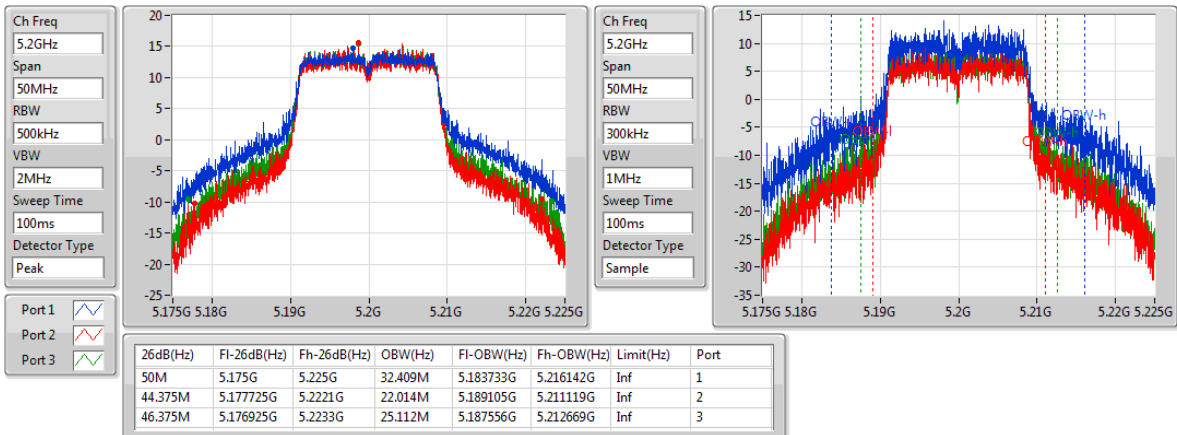 Ch Freq
5.2GHz
Span
50MHz
RBW
500kHz
VBW
2MHz
Sweep Time
100ms
Detector Type
Peak
20
15
10
5
0
-5
-10
-15
-20
-25
5.175G 5.18G 5.19G 5.2G 5.21G 5.22G 5.225G
Ch Freq
5.2GHz
Span
50MHz
RBW
300kHz
VBW
1MHz
Sweep Time
100ms
Detector Type
Sample
15
10
5
0
-5
-10
-15
-20
-25
-30
-35
OBW-h
5.175G 5.18G 5.19G 5.2G 5.21G 5.22G 5.225G
Port 1
Port 2
Port 3
26dB(Hz) Fl-26dB(Hz) Fh-26dB(Hz) OBW(Hz) Fl-OBW(Hz) Fh-OBW(Hz) Limit(Hz) Port
50M 5.175G 5.225G 32.409M 5.183733G 5.216142G Inf 1
44.375M 5.177725G 5.2221G 22.014M 5.189105G 5.211119G Inf 2
46.375M 5.176925G 5.2233G 25.112M 5.187556G 5.212669G Inf 3